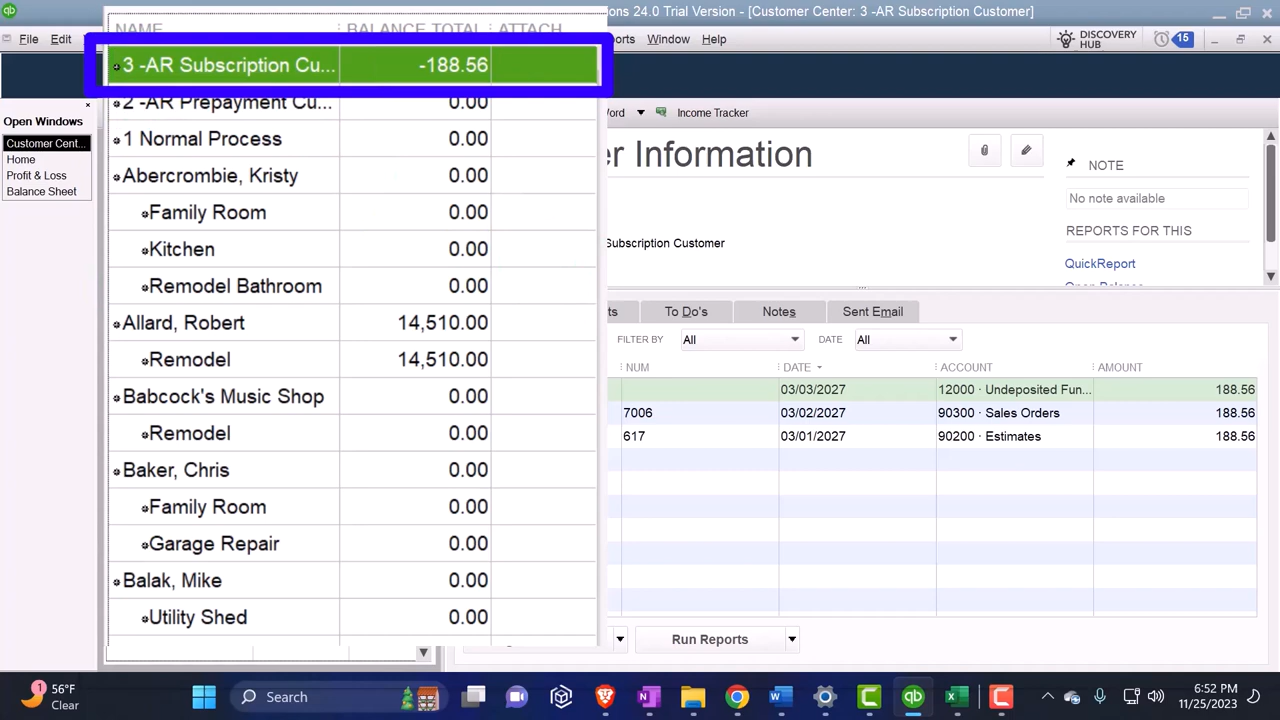 ons 24.0 Trial Version - [Customer Center: 3 -AR Subscription Customer]
File Edit
orts Window Help
DISCOVERY HUB
15
Open Windows
Customer Cent...
Home
Profit & Loss
Balance Sheet
NAME BALANCE TOTAL ATTACH
3 -AR Subscription Cu... -188.56
2 -AR Prepayment Cu... 0.00
1 Normal Process 0.00
Abercrombie, Kristy 0.00
Family Room 0.00
Kitchen 0.00
Remodel Bathroom 0.00
Allard, Robert 14,510.00
Remodel 14,510.00
Babcock's Music Shop 0.00
Remodel 0.00
Baker, Chris 0.00
Family Room 0.00
Garage Repair 0.00
Balak, Mike 0.00
Utility Shed 0.00
ord Income Tracker
er Information
Subscription Customer
NOTE
No note available
REPORTS FOR THIS
QuickReport
Open Balance
ts To Do's Notes Sent Email
FILTER BY All DATE All
NUM DATE ACCOUNT AMOUNT
03/03/2027 12000 · Undeposited Fun... 188.56
7006 03/02/2027 90300 · Sales Orders 188.56
617 03/01/2027 90200 · Estimates 188.56
Run Reports
56°F
Clear
Search
6:52 PM
11/25/2023